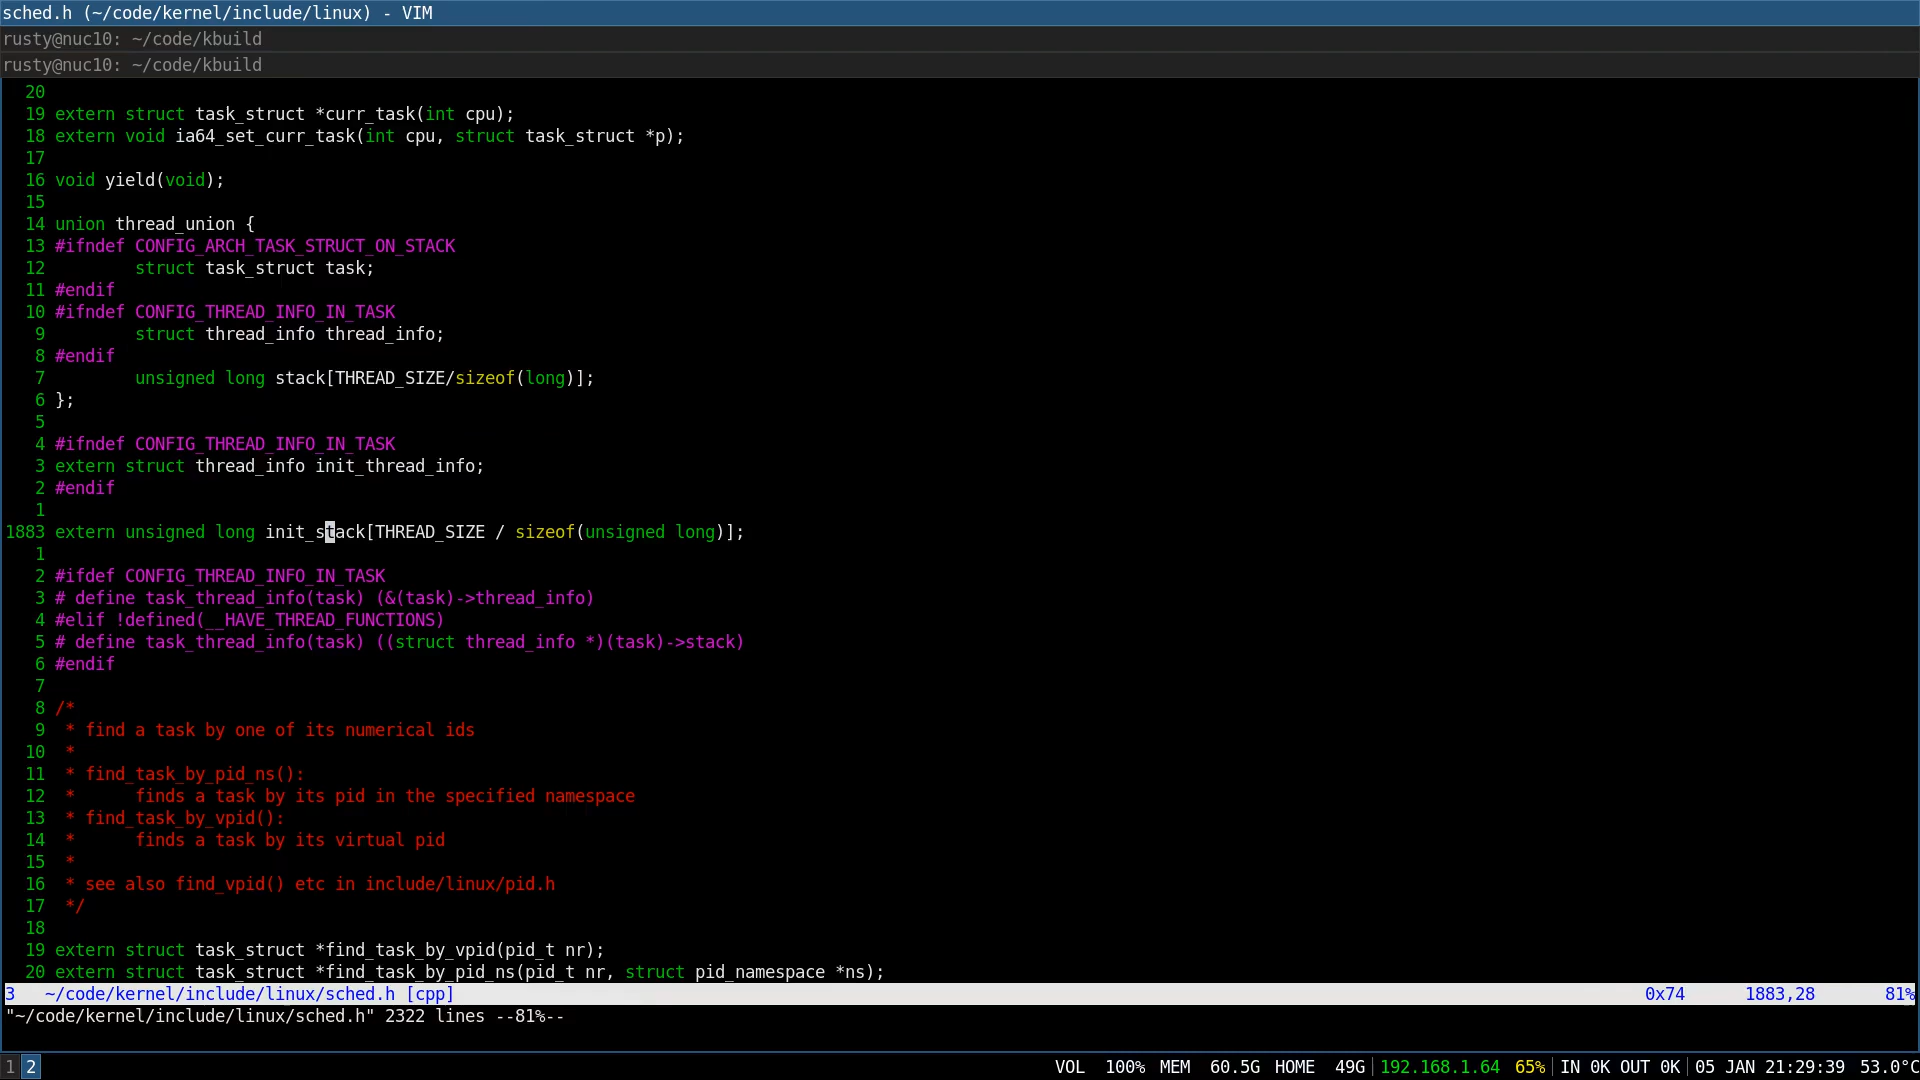 sched.h (~/code/kernel/include/linux) - VIM
rusty@nuc10: ~/code/kbuild
rusty@nuc10: ~/code/kbuild
20
19 extern struct task_struct *curr_task(int cpu);
18 extern void ia64_set_curr_task(int cpu, struct task_struct *p);
17
16 void yield(void);
15
14 union thread_union {
13 #ifndef CONFIG_ARCH_TASK_STRUCT_ON_STACK
12         struct task_struct task;
11 #endif
10 #ifndef CONFIG_THREAD_INFO_IN_TASK
9         struct thread_info thread_info;
8 #endif
7         unsigned long stack[THREAD_SIZE/sizeof(long)];
6 };
5
4 #ifndef CONFIG_THREAD_INFO_IN_TASK
3 extern struct thread_info init_thread_info;
2 #endif
1
1883 extern unsigned long init_stack[THREAD_SIZE / sizeof(unsigned long)];
1
2 #ifdef CONFIG_THREAD_INFO_IN_TASK
3 # define task_thread_info(task) (&(task)->thread_info)
4 #elif !defined(__HAVE_THREAD_FUNCTIONS)
5 # define task_thread_info(task) ((struct thread_info *)(task)->stack)
6 #endif
7
8 /*
9  * find a task by one of its numerical ids
10  *
11  * find_task_by_pid_ns():
12  *      finds a task by its pid in the specified namespace
13  * find_task_by_vpid():
14  *      finds a task by its virtual pid
15  *
16  * see also find_vpid() etc in include/linux/pid.h
17  */
18
19 extern struct task_struct *find_task_by_vpid(pid_t nr);
20 extern struct task_struct *find_task_by_pid_ns(pid_t nr, struct pid_namespace *ns);
3   ~/code/kernel/include/linux/sched.h [cpp] 0x74 1883,28 81%
"~/code/kernel/include/linux/sched.h" 2322 lines --81%--
1 2 VOL 100% MEM 60.5G HOME 49G 192.168.1.64 65% IN 0K OUT 0K 05 JAN 21:29:39 53.0°C